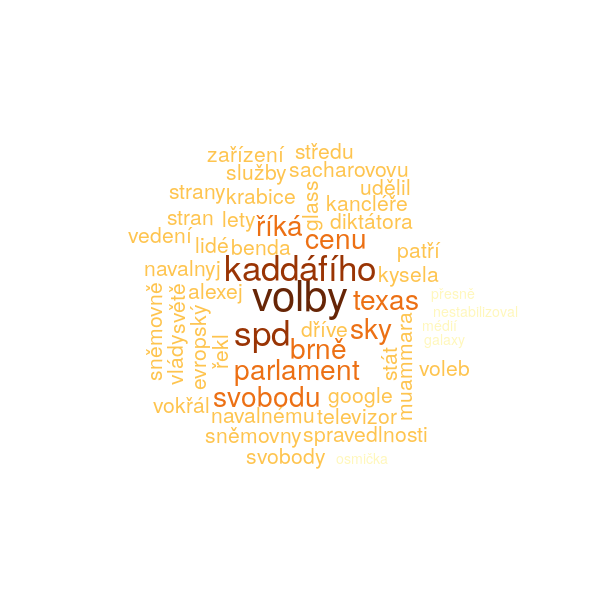 zařízení
středu
služby
sacharovovu
strany
krabice
glass
udělil
kancléře
stran
lety
říká
diktátora
vedení
lidé
benda
cenu
patří
navalnyj
kaddáfího
kysela
sněmovně
světě
alexej
volby
texas
přesně
vlády
evropský
řekl
spd
dříve
sky
nestabilizoval
médií
muammara
brně
galaxy
parlament
stát
voleb
vokřál
svobodu
google
navalnému
televizor
sněmovny
spravedlnosti
svobody
osmička